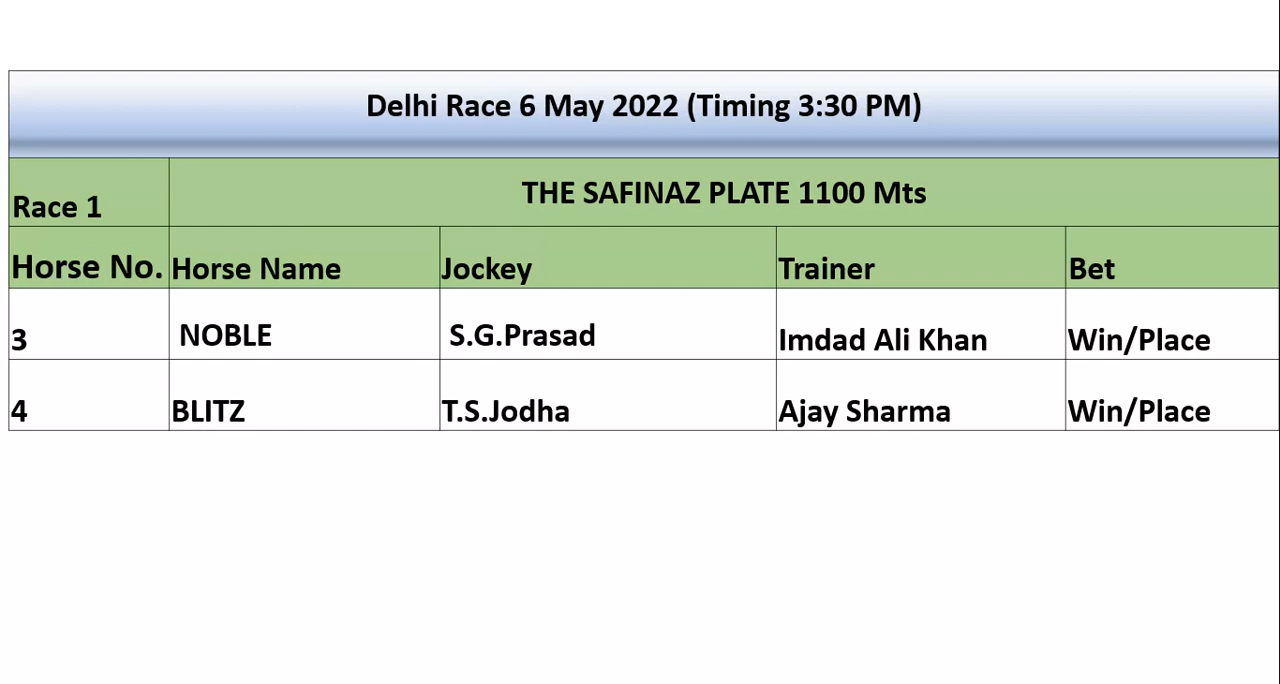 Delhi Race 6 May 2022 (Timing 3:30 PM)
Race 1 THE SAFINAZ PLATE 1100 Mts
Horse No. Horse Name Jockey Trainer Bet
3 NOBLE S.G.Prasad Imdad Ali Khan Win/Place
4 BLITZ T.S.Jodha Ajay Sharma Win/Place